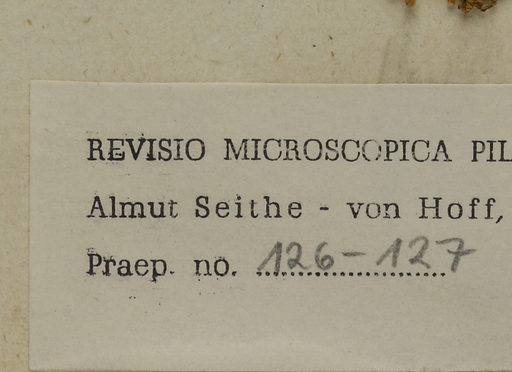 REVISIO MICROSCOPICA PIL
Almut Seithe - von Hoff,
Praep. no. 126-127